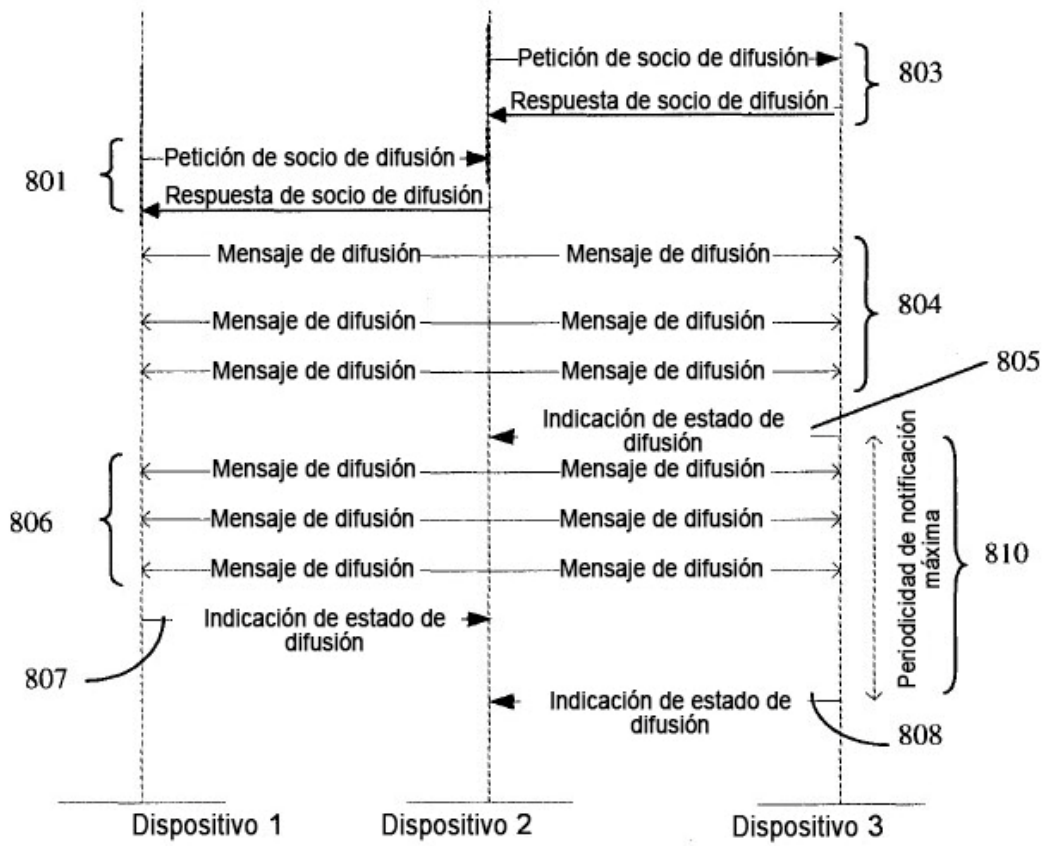 Petición de socio de difusión
803
Respuesta de socio de difusión
Petición de socio de difusión
801
Respuesta de socio de difusión
Mensaje de difusión
Mensaje de difusión
804
Mensaje de difusión
Mensaje de difusión
Mensaje de difusión
Mensaje de difusión
805
Indicación de estado de
difusión
Mensaje de difusión
Mensaje de difusión
806
Mensaje de difusión
Mensaje de difusión
Mensaje de difusión
Mensaje de difusión
Periodicidad de notificación
máxima
810
Indicación de estado de
difusión
807
Indicación de estado de
difusión
808
Dispositivo 1
Dispositivo 2
Dispositivo 3